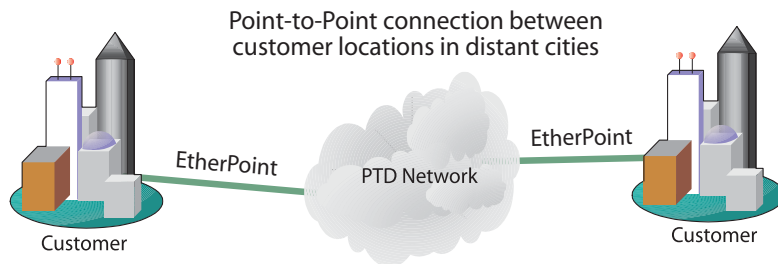 Point-to-Point connection between
customer locations in distant cities
EtherPoint
PTD Network
EtherPoint
Customer
Customer